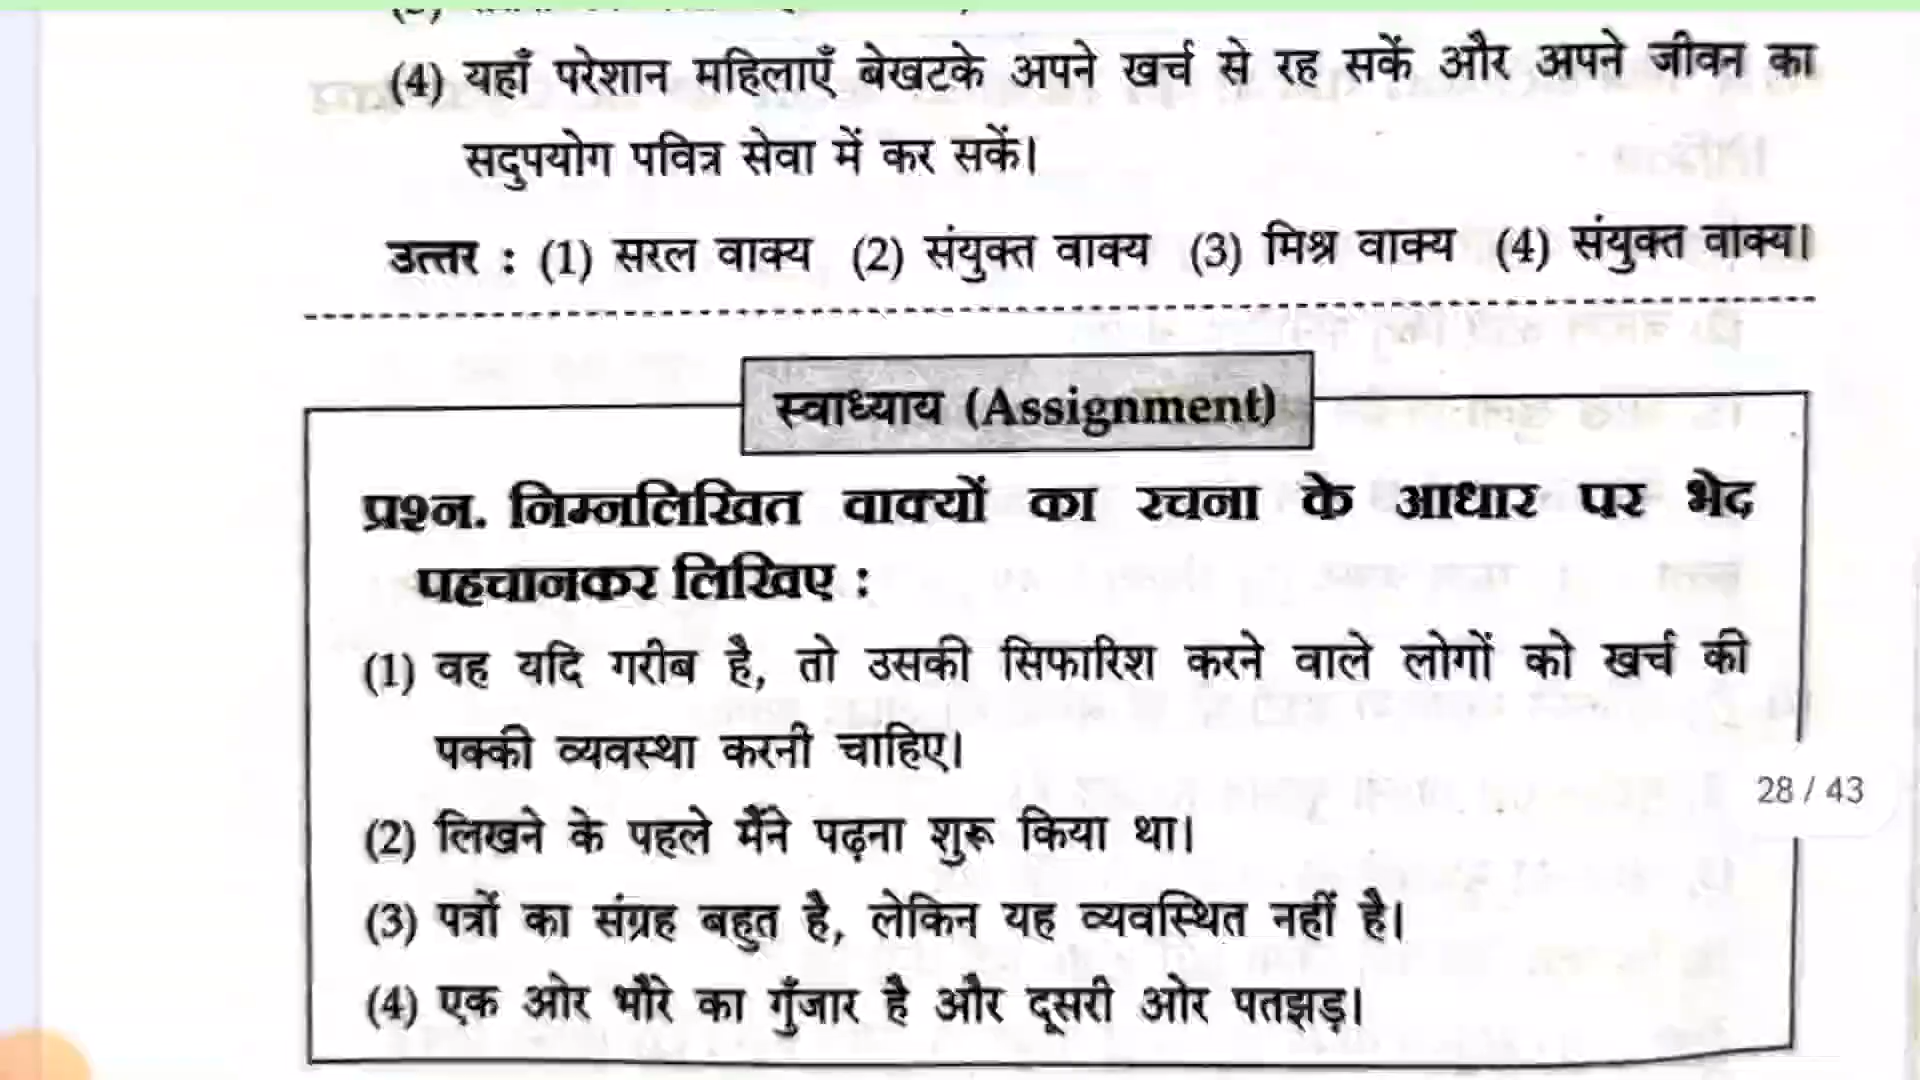 (4) यहाँ परेशान महिलाएँ बेखटके अपने खर्च से रह सकें और अपने जीवन का
सदुपयोग पवित्र सेवा में कर सकें।
उत्तर : (1) सरल वाक्य (2) संयुक्त वाक्य (3) मिश्र वाक्य (4) संयुक्त वाक्य।
स्वाध्याय (Assignment)
प्रश्न. निम्नलिखित वाक्यों का रचना के आधार पर भेद
पहचानकर लिखिए :
(1) वह यदि गरीब है, तो उसकी सिफारिश करने वाले लोगों को खर्च की
पक्की व्यवस्था करनी चाहिए।
28 / 43
(2) लिखने के पहले मैंने पढ़ना शुरू किया था।
(3) पत्रों का संग्रह बहुत है, लेकिन यह व्यवस्थित नहीं है।
(4) एक ओर भौंरे का गुँजार है और दूसरी ओर पतझड़।